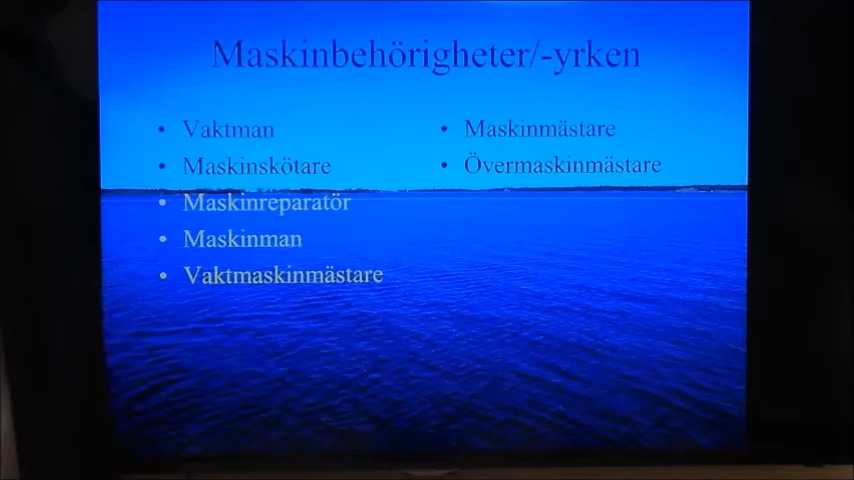 Maskinbehörigheter/-yrken
• Vaktman
• Maskinskötare
• Maskinreparatör
• Maskinman
• Vaktmaskinmästare
• Maskinmästare
• Övermaskinmästare